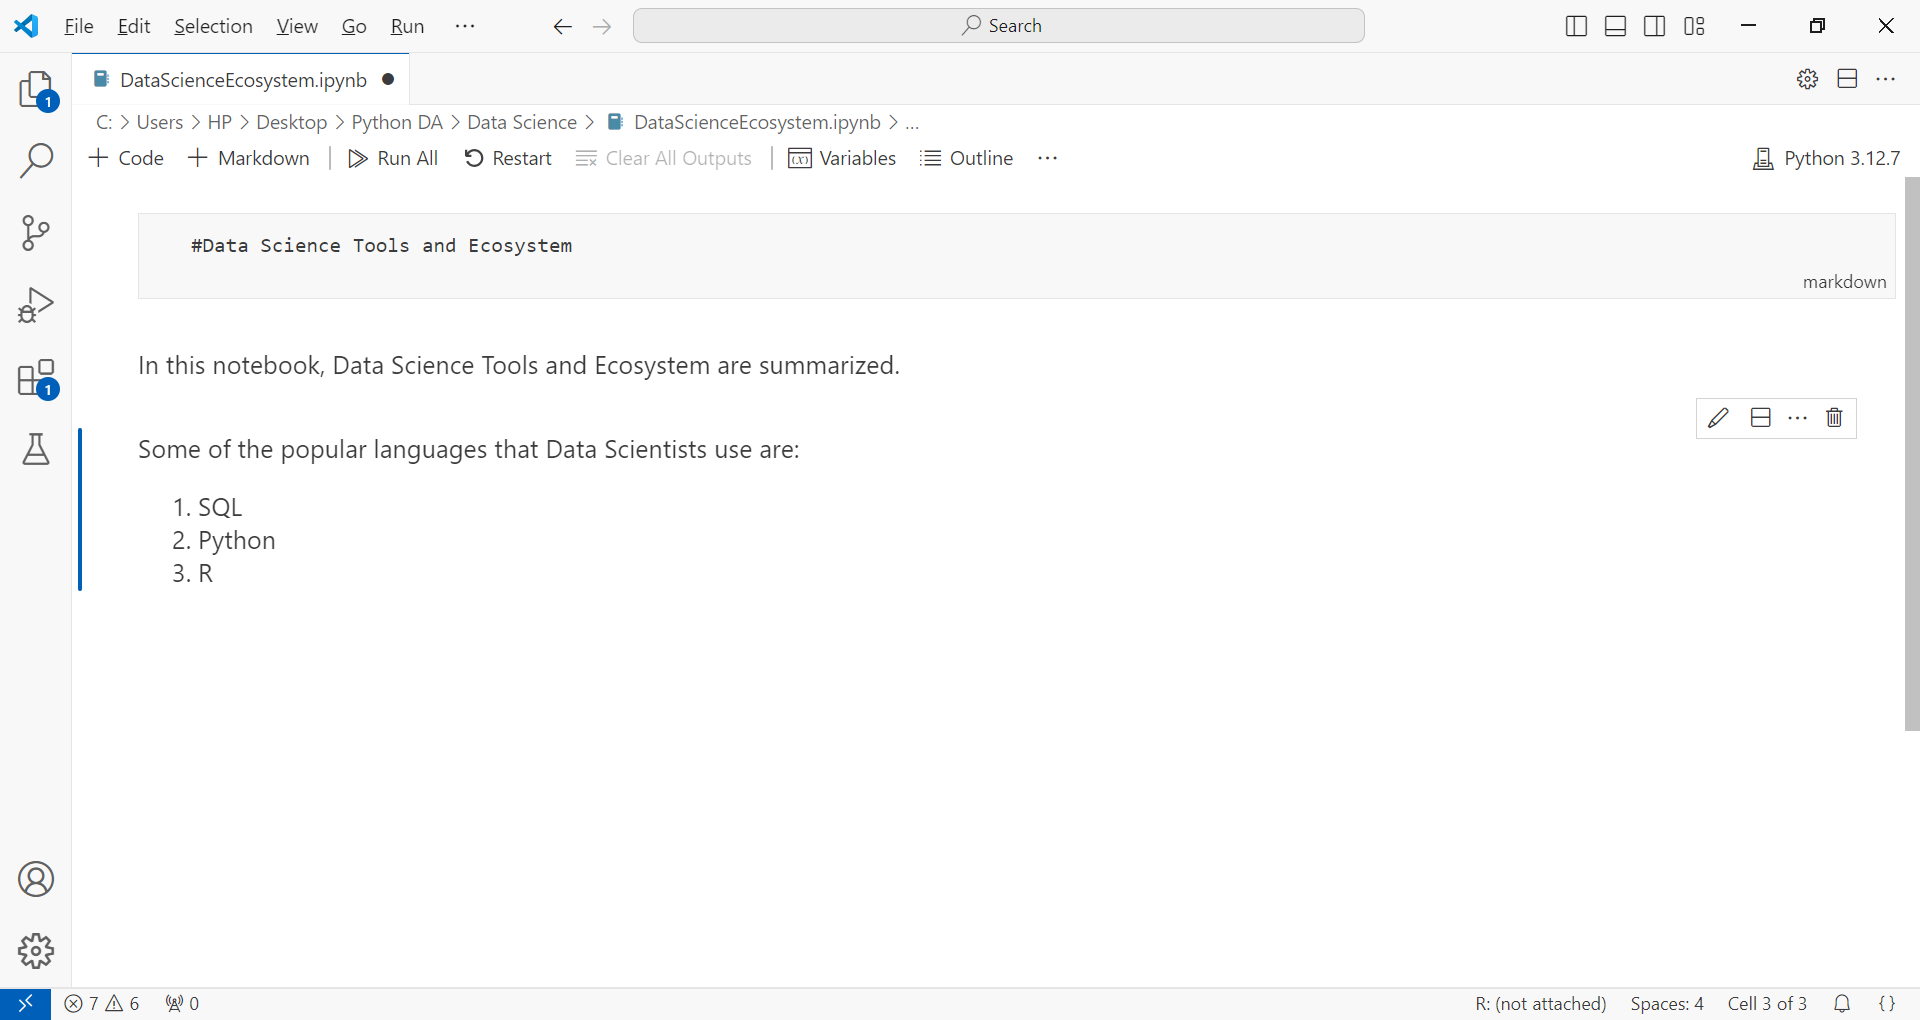 File Edit Selection View Go Run ··· Search
DataScienceEcosystem.ipynb
1
C: > Users > HP > Desktop > Python DA > Data Science > DataScienceEcosystem.ipynb > ...
+ Code + Markdown | Run All Restart Clear All Outputs | (x) Variables Outline ··· Python 3.12.7
#Data Science Tools and Ecosystem
markdown
In this notebook, Data Science Tools and Ecosystem are summarized.
1
Some of the popular languages that Data Scientists use are:
1. SQL
2. Python
3. R
7 6 0 R: (not attached) Spaces: 4 Cell 3 of 3 {}